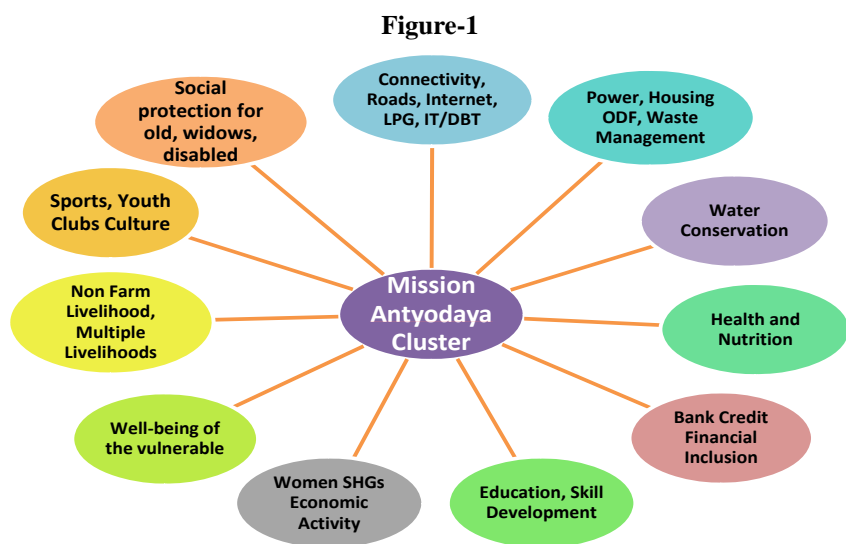 Figure-1
Connectivity,
Roads, Internet,
LPG, IT/DBT
Power, Housing
ODF, Waste
Management
Water
Conservation
Health and
Nutrition
Bank Credit
Financial
Inclusion
Education, Skill
Development
Women SHGs
Economic
Activity
Well-being of
the vulnerable
Non Farm
Livelihood,
Multiple
Livelihoods
Sports, Youth
Clubs Culture
Social
protection for
old, widows,
disabled
Mission
Antyodaya
Cluster